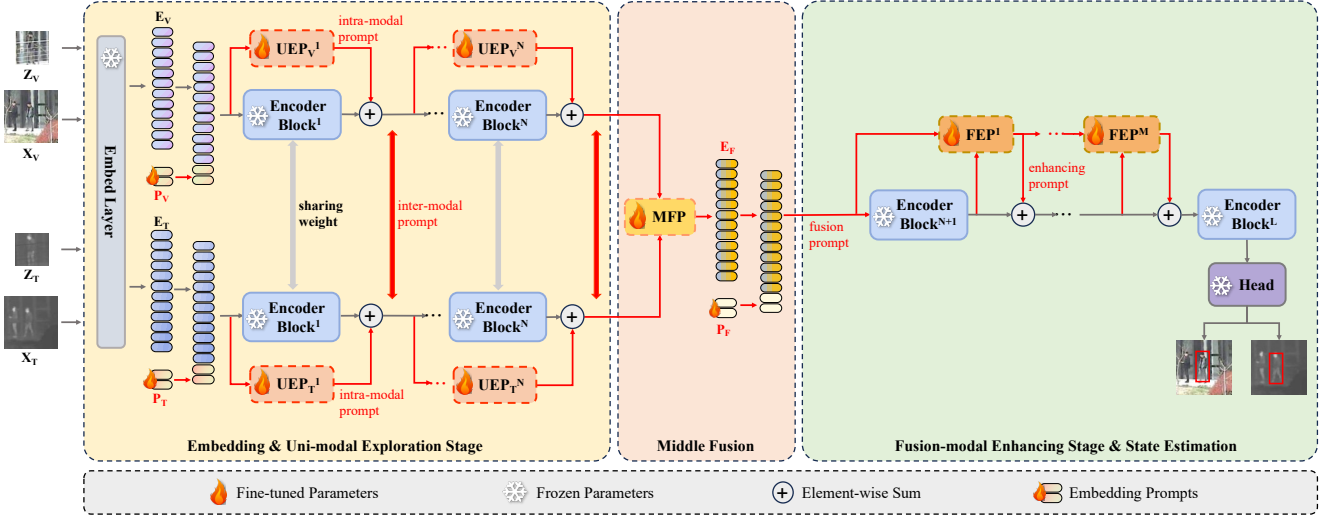 Z_V
X_V
Z_T
X_T
Embed Layer
E_V
P_V
E_T
P_T
UEP_V^1
intra-modal
prompt
UEP_V^N
Encoder
Block^1
Encoder
Block^N
sharing
weight
inter-modal
prompt
Encoder
Block^1
Encoder
Block^N
UEP_T^1
intra-modal
prompt
UEP_T^N
Embedding & Uni-modal Exploration Stage
MFP
E_F
P_F
Middle Fusion
fusion
prompt
FEP^1
FEP^M
enhancing
prompt
Encoder
Block^N+1
Encoder
Block^L
Head
Fusion-modal Enhancing Stage & State Estimation
Fine-tuned Parameters
Frozen Parameters
Element-wise Sum
Embedding Prompts